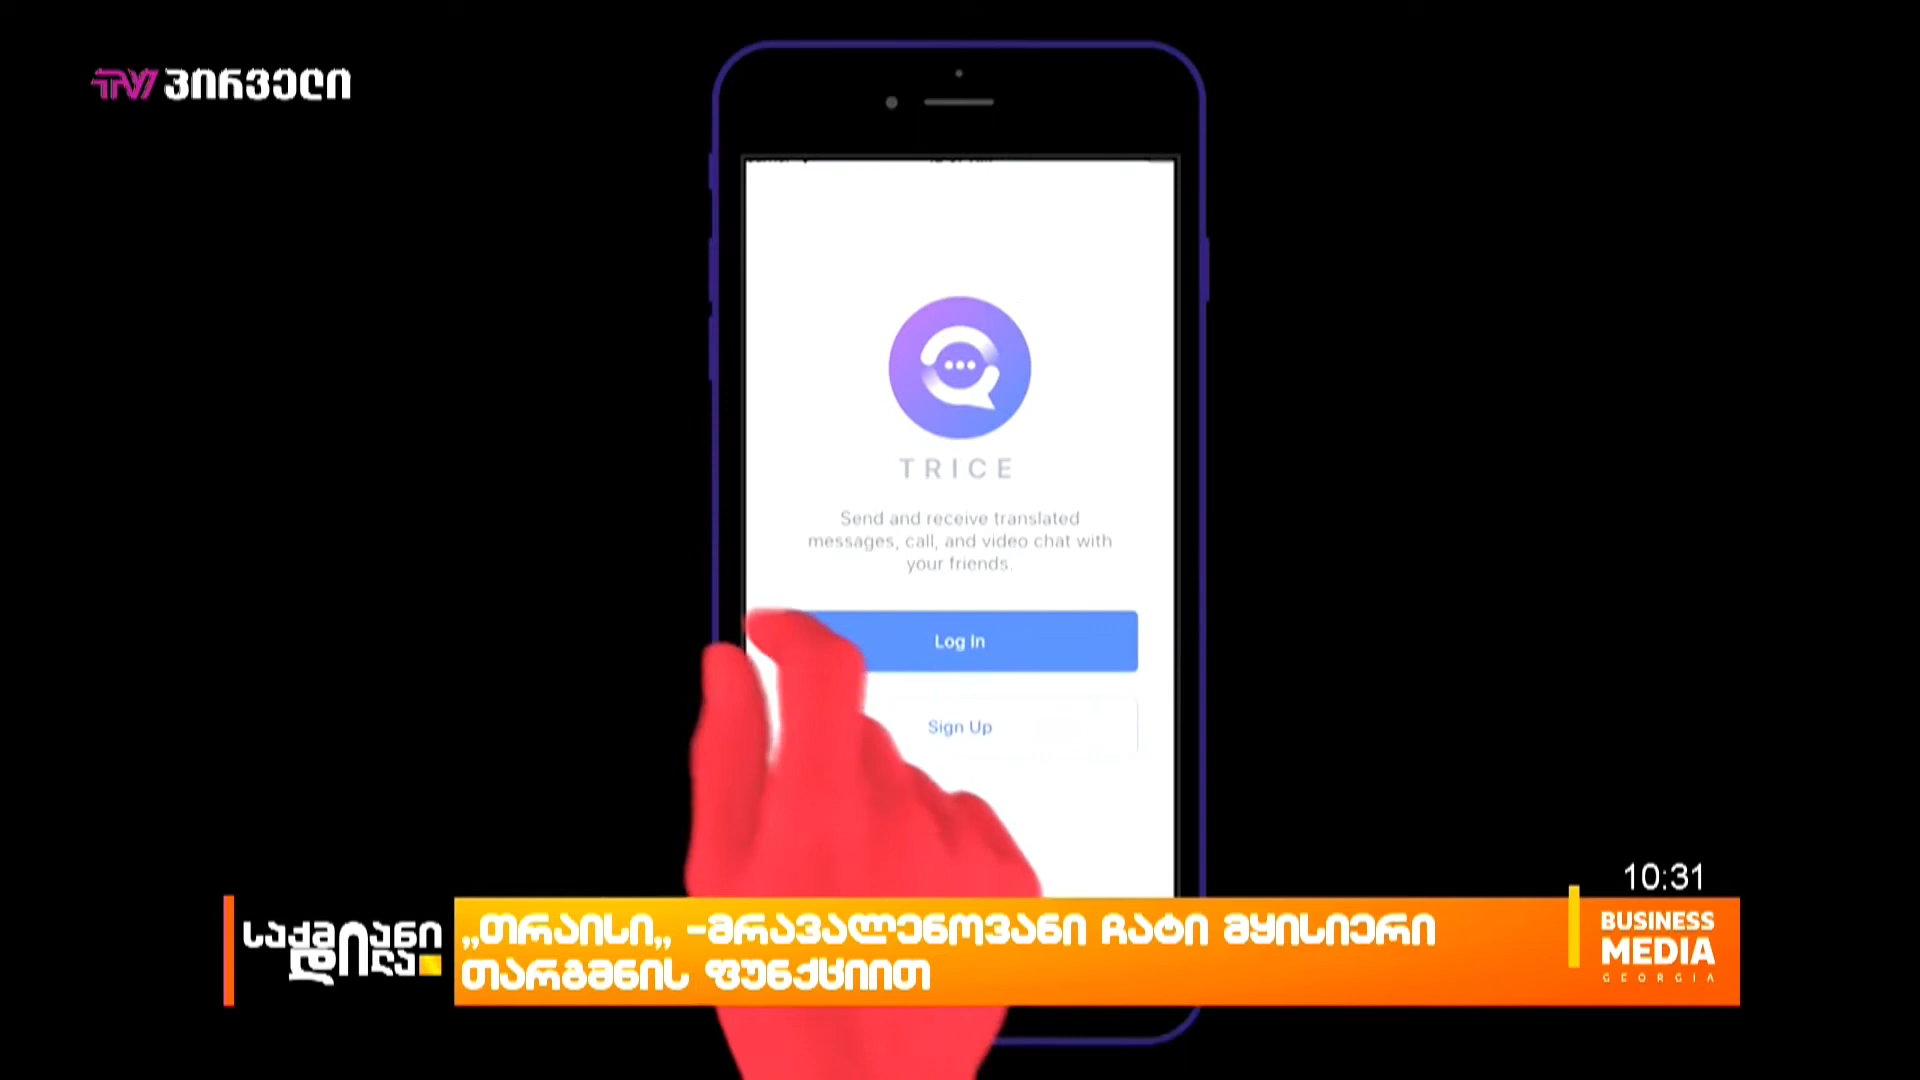 TV პირველი
TRICE
Send and receive translated
messages, call, and video chat with
your friends.
Log In
Sign Up
10:31
საქმიანი
დილა
„თრაისი„ -მრავალენოვანი ჩატი მყისიერი
თარგმნის ფუნქციით
BUSINESS
MEDIA
GEORGIA